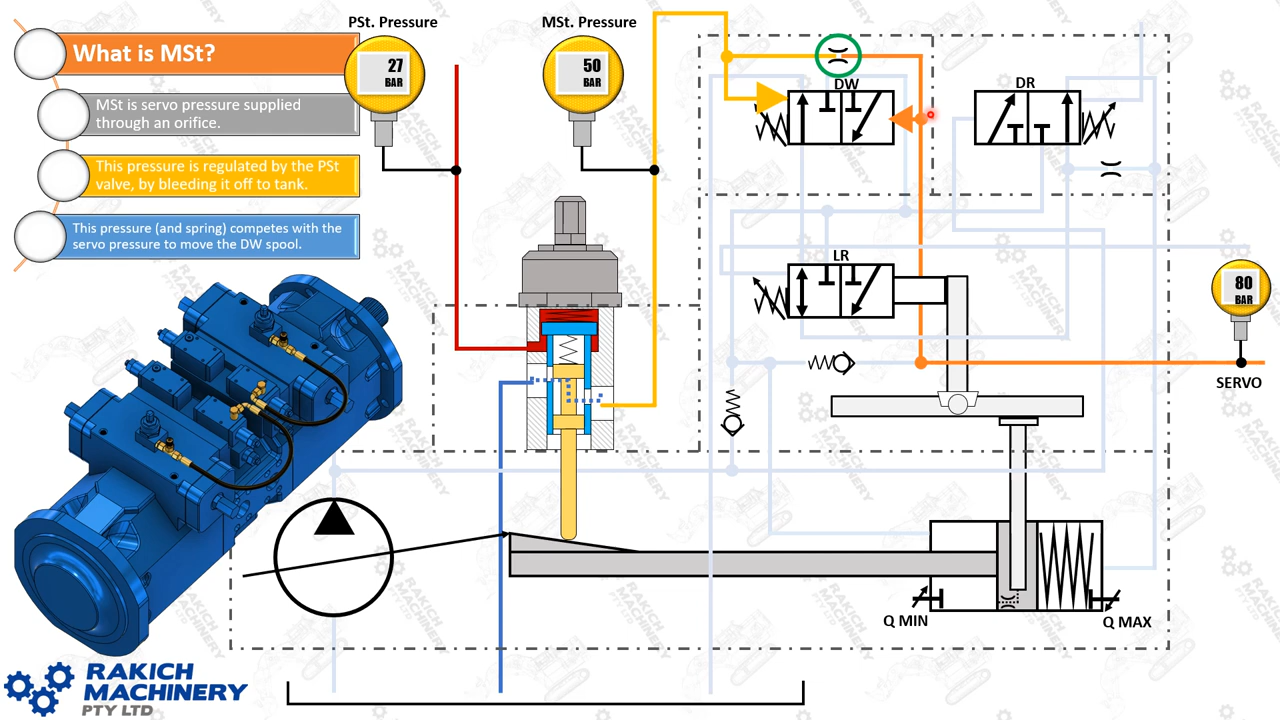 What is MSt?
MSt is servo pressure supplied
through an orifice.
This pressure is regulated by the PSt
valve, by bleeding it off to tank.
This pressure (and spring) competes with the
servo pressure to move the DW spool.
PSt. Pressure
27
BAR
MSt. Pressure
50
BAR
DW
DR
LR
80
BAR
SERVO
Q MIN
Q MAX
RAKICH
MACHINERY
PTY LTD